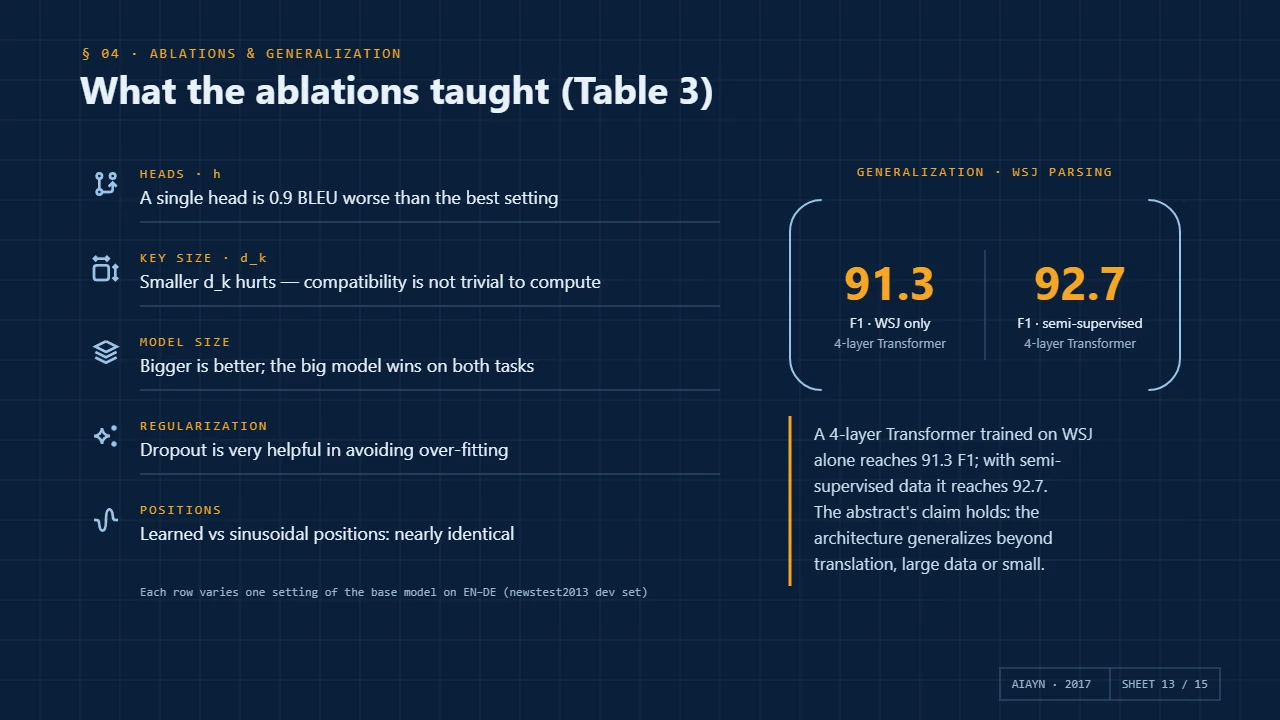 § 04 · ABLATIONS & GENERALIZATION
What the ablations taught (Table 3)
HEADS · h
A single head is 0.9 BLEU worse than the best setting
KEY SIZE · d_k
Smaller d_k hurts — compatibility is not trivial to compute
MODEL SIZE
Bigger is better; the big model wins on both tasks
REGULARIZATION
Dropout is very helpful in avoiding over-fitting
POSITIONS
Learned vs sinusoidal positions: nearly identical
Each row varies one setting of the base model on EN–DE (newstest2013 dev set)
GENERALIZATION · WSJ PARSING
91.3
F1 · WSJ only
4-layer Transformer
92.7
F1 · semi-supervised
4-layer Transformer
A 4-layer Transformer trained on WSJ
alone reaches 91.3 F1; with semi-
supervised data it reaches 92.7.
The abstract's claim holds: the
architecture generalizes beyond
translation, large data or small.
AIAYN · 2017
SHEET 13 / 15